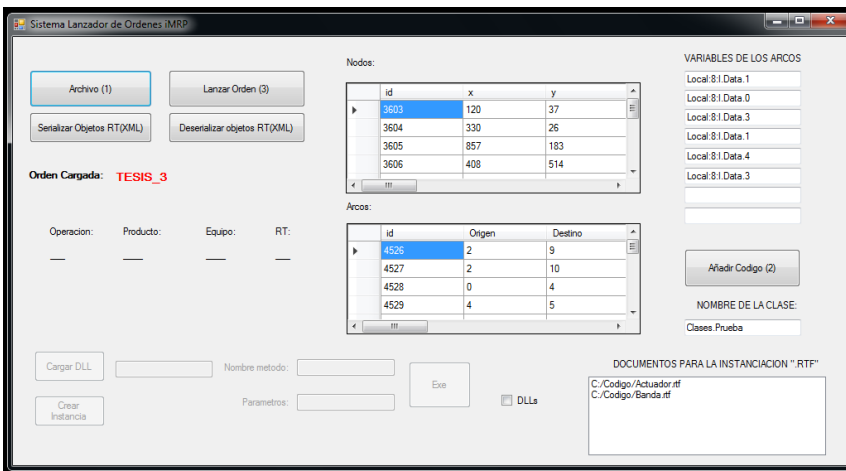 Sistema Lanzador de Ordenes iMRP
Archivo (1)
Lanzar Orden (3)
Serializar Objetos RT(XML)
Deserializar objetos RT(XML)
Orden Cargada: TESIS_3
Operacion: Producto: Equipo: RT:
Nodos:
id x y
3603 120 37
3604 330 26
3605 857 183
3606 408 514
Arcos:
id Origen Destino
4526 2 9
4527 2 10
4528 0 4
4529 4 5
VARIABLES DE LOS ARCOS
Local:8:I.Data.1
Local:8:I.Data.0
Local:8:I.Data.3
Local:8:I.Data.1
Local:8:I.Data.4
Local:8:I.Data.3
Añadir Codigo (2)
NOMBRE DE LA CLASE:
Clases.Prueba
Cargar DLL
Nombre metodo:
Crear
Instancia
Parametros:
Exe
DLLs
DOCUMENTOS PARA LA INSTANCIACION ".RTF"
C:/Codigo/Actuador.rtf
C:/Codigo/Banda.rtf